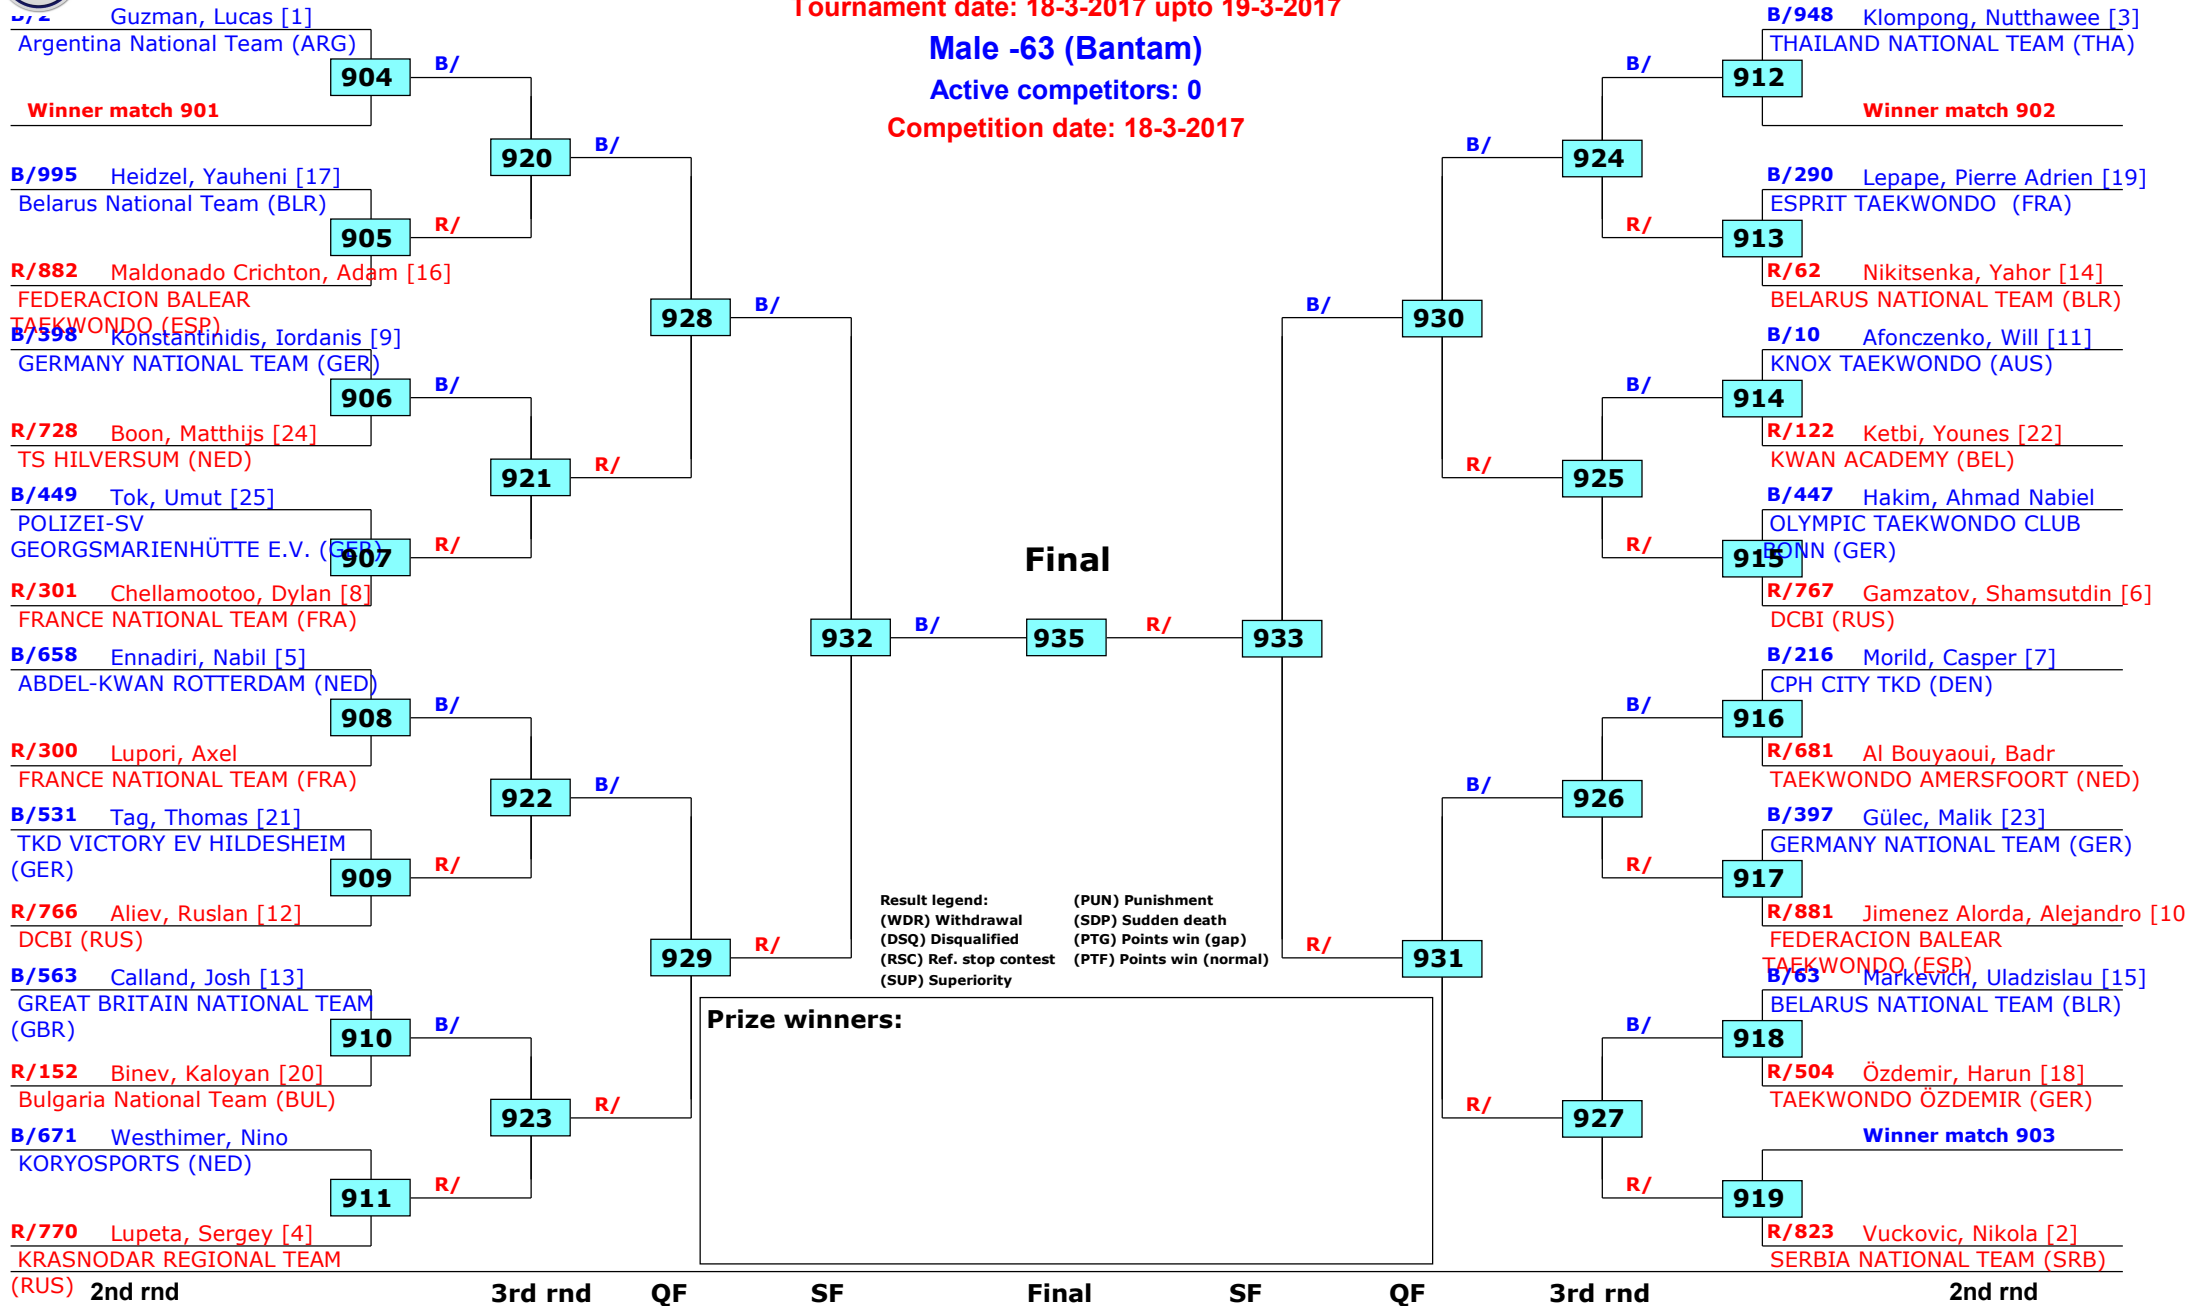 Tournament date: 18-3-2017 upto 19-3-2017
Male -63 (Bantam)
Active competitors: 0
Competition date: 18-3-2017
B/2 Guzman, Lucas [1]
Argentina National Team (ARG)
904
B/
Winner match 901
920
B/
B/995 Heidzel, Yauheni [17]
Belarus National Team (BLR)
905
R/
R/882 Maldonado Crichton, Adam [16]
FEDERACION BALEAR
TAEKWONDO (ESP)
928
B/
B/398 Konstantinidis, Iordanis [9]
GERMANY NATIONAL TEAM (GER)
906
B/
R/728 Boon, Matthijs [24]
TS HILVERSUM (NED)
921
R/
B/449 Tok, Umut [25]
POLIZEI-SV
GEORGSMARIENHÜTTE E.V. (GER)
907
R/
R/301 Chellamootoo, Dylan [8]
FRANCE NATIONAL TEAM (FRA)
932
B/
B/658 Ennadiri, Nabil [5]
ABDEL-KWAN ROTTERDAM (NED)
908
B/
R/300 Lupori, Axel
FRANCE NATIONAL TEAM (FRA)
922
B/
B/531 Tag, Thomas [21]
TKD VICTORY EV HILDESHEIM
(GER)
909
R/
R/766 Aliev, Ruslan [12]
DCBI (RUS)
929
R/
B/563 Calland, Josh [13]
GREAT BRITAIN NATIONAL TEAM
(GBR)
910
B/
R/152 Binev, Kaloyan [20]
Bulgaria National Team (BUL)
923
R/
B/671 Westhimer, Nino
KORYOSPORTS (NED)
911
R/
R/770 Lupeta, Sergey [4]
KRASNODAR REGIONAL TEAM
(RUS)
Final
935
R/
933
B/948 Klompong, Nutthawee [3]
THAILAND NATIONAL TEAM (THA)
B/
912
Winner match 902
B/
924
B/290 Lepape, Pierre Adrien [19]
ESPRIT TAEKWONDO (FRA)
R/
913
R/62 Nikitsenka, Yahor [14]
BELARUS NATIONAL TEAM (BLR)
B/
930
B/10 Afonczenko, Will [11]
KNOX TAEKWONDO (AUS)
B/
914
R/122 Ketbi, Younes [22]
KWAN ACADEMY (BEL)
R/
925
B/447 Hakim, Ahmad Nabiel
OLYMPIC TAEKWONDO CLUB
BONN (GER)
R/
915
R/767 Gamzatov, Shamsutdin [6]
DCBI (RUS)
B/216 Morild, Casper [7]
CPH CITY TKD (DEN)
B/
916
R/681 Al Bouyaoui, Badr
TAEKWONDO AMERSFOORT (NED)
B/
926
B/397 Gülec, Malik [23]
GERMANY NATIONAL TEAM (GER)
R/
917
R/881 Jimenez Alorda, Alejandro [10
FEDERACION BALEAR
TAEKWONDO (ESP)
R/
931
B/63 Markevich, Uladzislau [15]
BELARUS NATIONAL TEAM (BLR)
B/
918
R/504 Özdemir, Harun [18]
TAEKWONDO ÖZDEMIR (GER)
R/
927
Winner match 903
R/
919
R/823 Vuckovic, Nikola [2]
SERBIA NATIONAL TEAM (SRB)
Result legend: (PUN) Punishment
(WDR) Withdrawal (SDP) Sudden death
(DSQ) Disqualified (PTG) Points win (gap)
(RSC) Ref. stop contest (PTF) Points win (normal)
(SUP) Superiority
Prize winners:
2nd rnd 3rd rnd QF SF Final SF QF 3rd rnd 2nd rnd